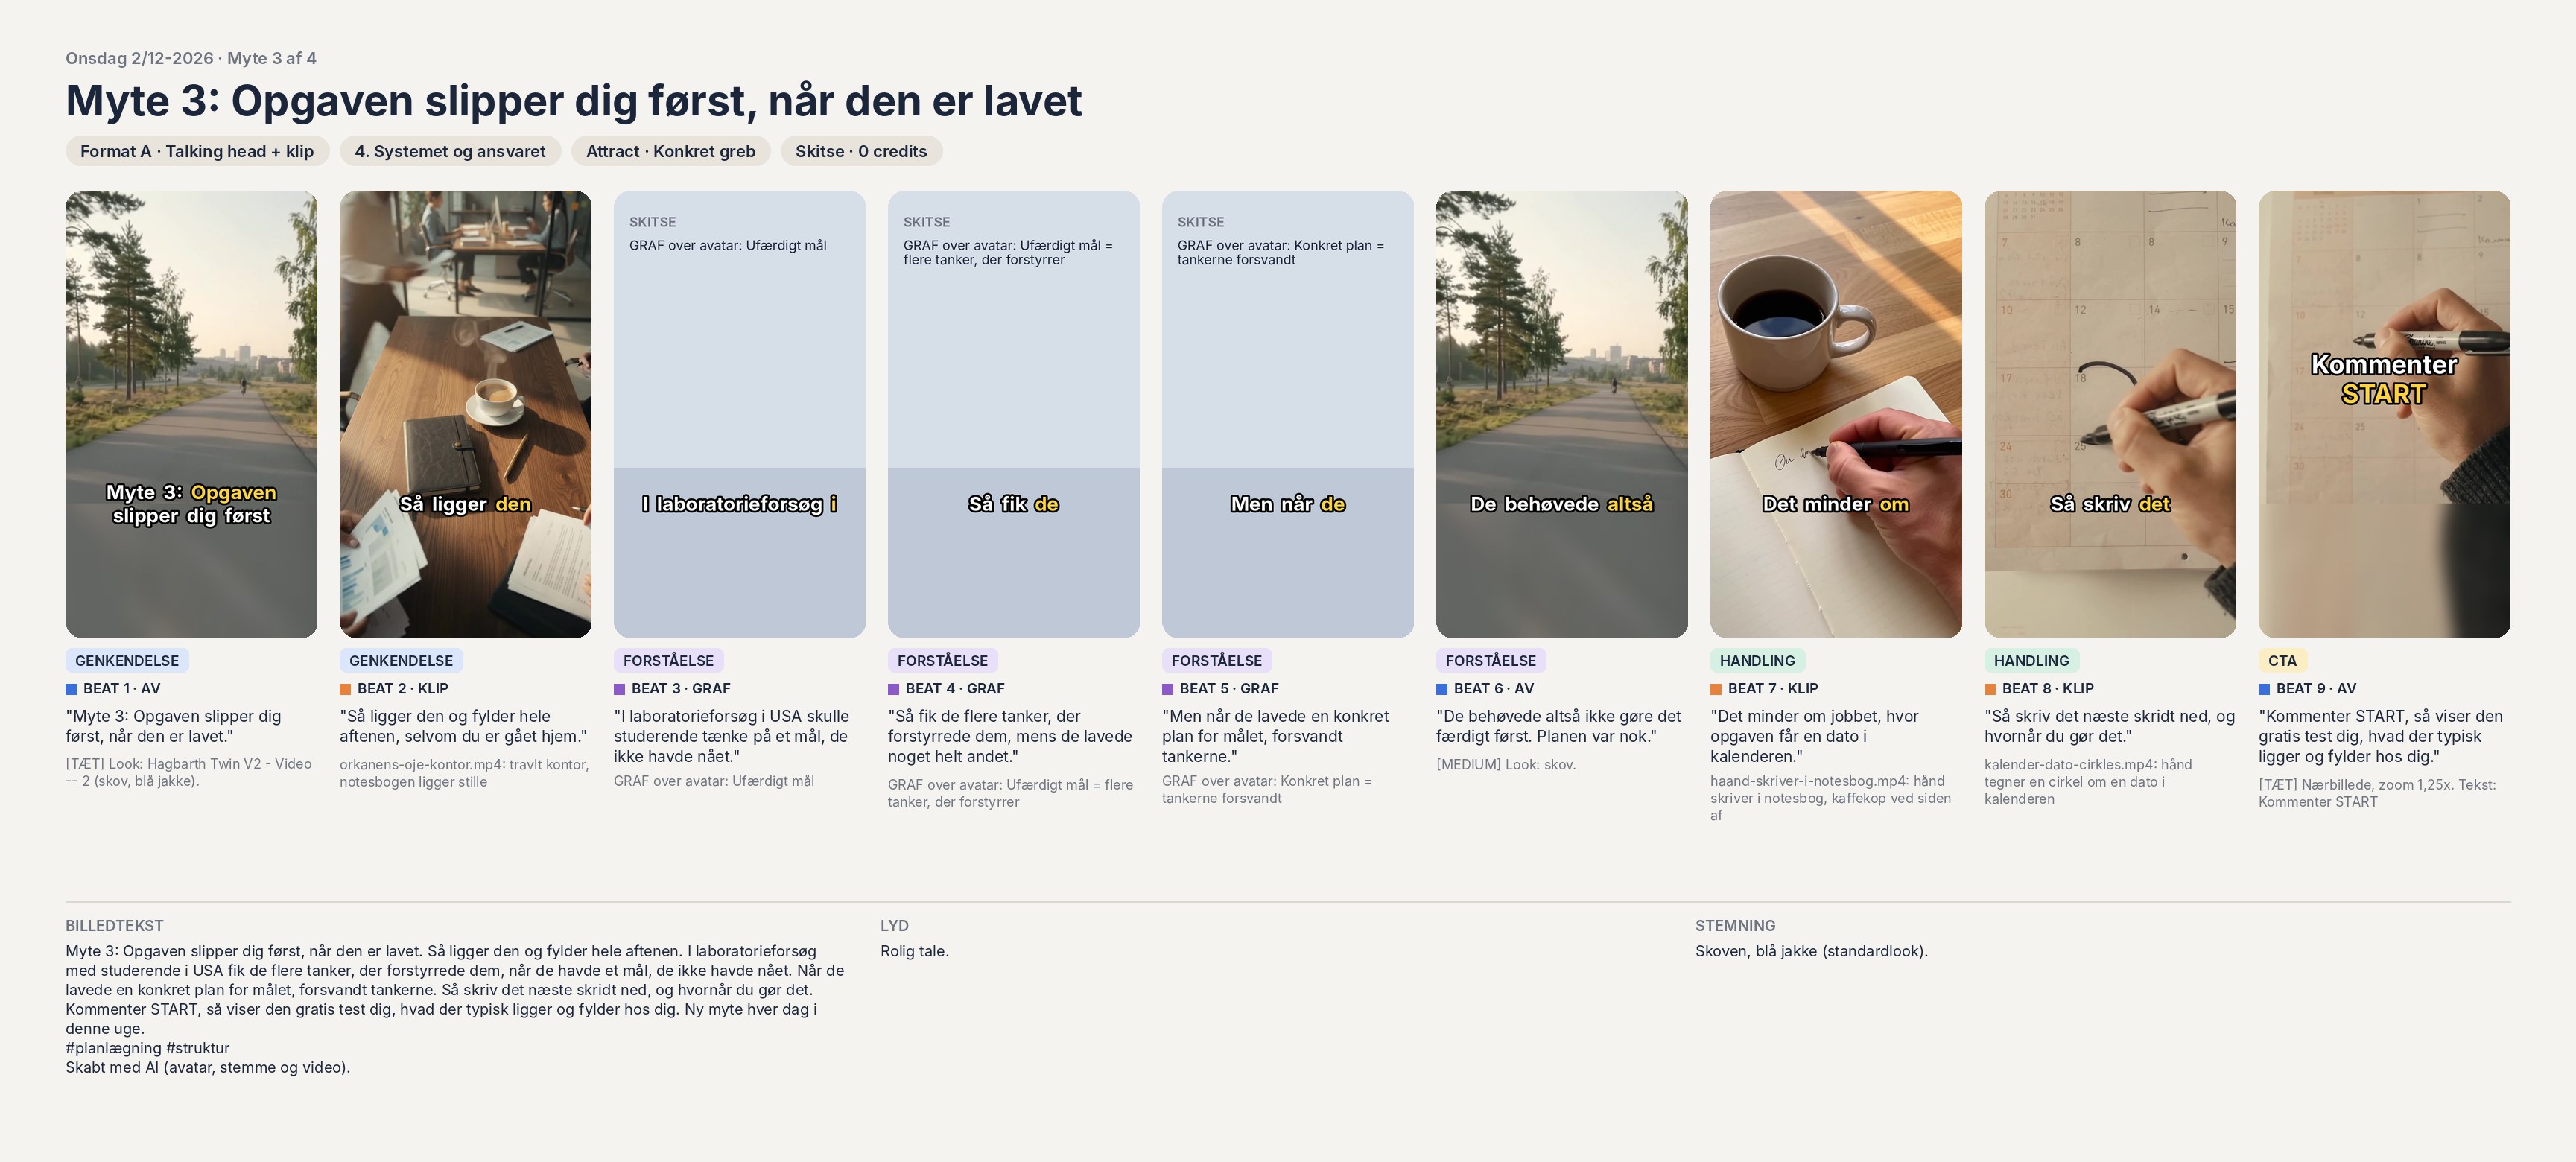 Onsdag 2/12-2026 · Myte 3 af 4
Myte 3: Opgaven slipper dig først, når den er lavet
Format A · Talking head + klip
4. Systemet og ansvaret
Attract · Konkret greb
Skitse · 0 credits
Myte 3: Opgaven
slipper dig først
GENKENDELSE
BEAT 1 · AV
"Myte 3: Opgaven slipper dig
først, når den er lavet."
[TÆT] Look: Hagbarth Twin V2 - Video
-- 2 (skov, blå jakke).
Så ligger den
GENKENDELSE
BEAT 2 · KLIP
"Så ligger den og fylder hele
aftenen, selvom du er gået hjem."
orkanens-oje-kontor.mp4: travlt kontor,
notesbogen ligger stille
SKITSE
GRAF over avatar: Ufærdigt mål
I laboratorieforsøg i
FORSTÅELSE
BEAT 3 · GRAF
"I laboratorieforsøg i USA skulle
studerende tænke på et mål, de
ikke havde nået."
GRAF over avatar: Ufærdigt mål
SKITSE
GRAF over avatar: Ufærdigt mål =
flere tanker, der forstyrrer
Så fik de
FORSTÅELSE
BEAT 4 · GRAF
"Så fik de flere tanker, der
forstyrrede dem, mens de lavede
noget helt andet."
GRAF over avatar: Ufærdigt mål = flere
tanker, der forstyrrer
SKITSE
GRAF over avatar: Konkret plan =
tankerne forsvandt
Men når de
FORSTÅELSE
BEAT 5 · GRAF
"Men når de lavede en konkret
plan for målet, forsvandt
tankerne."
GRAF over avatar: Konkret plan =
tankerne forsvandt
De behøvede altså
FORSTÅELSE
BEAT 6 · AV
"De behøvede altså ikke gøre det
færdigt først. Planen var nok."
[MEDIUM] Look: skov.
Det minder om
HANDLING
BEAT 7 · KLIP
"Det minder om jobbet, hvor
opgaven får en dato i
kalenderen."
haand-skriver-i-notesbog.mp4: hånd
skriver i notesbog, kaffekop ved siden
af
7 8 8 9
10 12 14 15
17 18
24 25
30
Så skriv det
HANDLING
BEAT 8 · KLIP
"Så skriv det næste skridt ned, og
hvornår du gør det."
kalender-dato-cirkles.mp4: hånd
tegner en cirkel om en dato i
kalenderen
Kommenter
START
CTA
BEAT 9 · AV
"Kommenter START, så viser den
gratis test dig, hvad der typisk
ligger og fylder hos dig."
[TÆT] Nærbillede, zoom 1,25x. Tekst:
Kommenter START
BILLEDTEKST
Myte 3: Opgaven slipper dig først, når den er lavet. Så ligger den og fylder hele aftenen. I laboratorieforsøg
med studerende i USA fik de flere tanker, der forstyrrede dem, når de havde et mål, de ikke havde nået. Når de
lavede en konkret plan for målet, forsvandt tankerne. Så skriv det næste skridt ned, og hvornår du gør det.
Kommenter START, så viser den gratis test dig, hvad der typisk ligger og fylder hos dig. Ny myte hver dag i
denne uge.
#planlægning #struktur
Skabt med AI (avatar, stemme og video).
LYD
Rolig tale.
STEMNING
Skoven, blå jakke (standardlook).